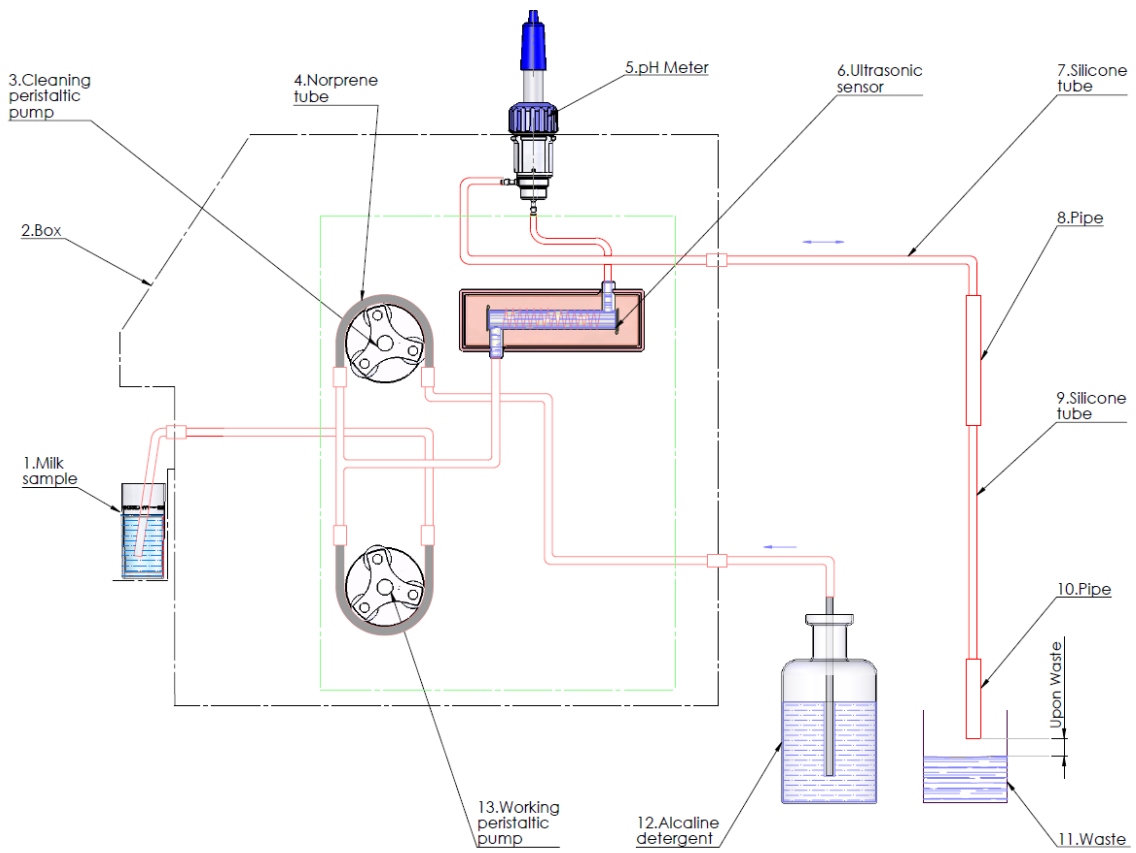 3.Cleaning
peristaltic
pump
4.Norprene
tube
5.pH Meter
6.Ultrasonic
sensor
7.Silicone
tube
2.Box
8.Pipe
9.Silicone
tube
1.Milk
sample
10.Pipe
Upon Waste
13.Working
peristaltic
pump
12.Alcaline
detergent
11.Waste